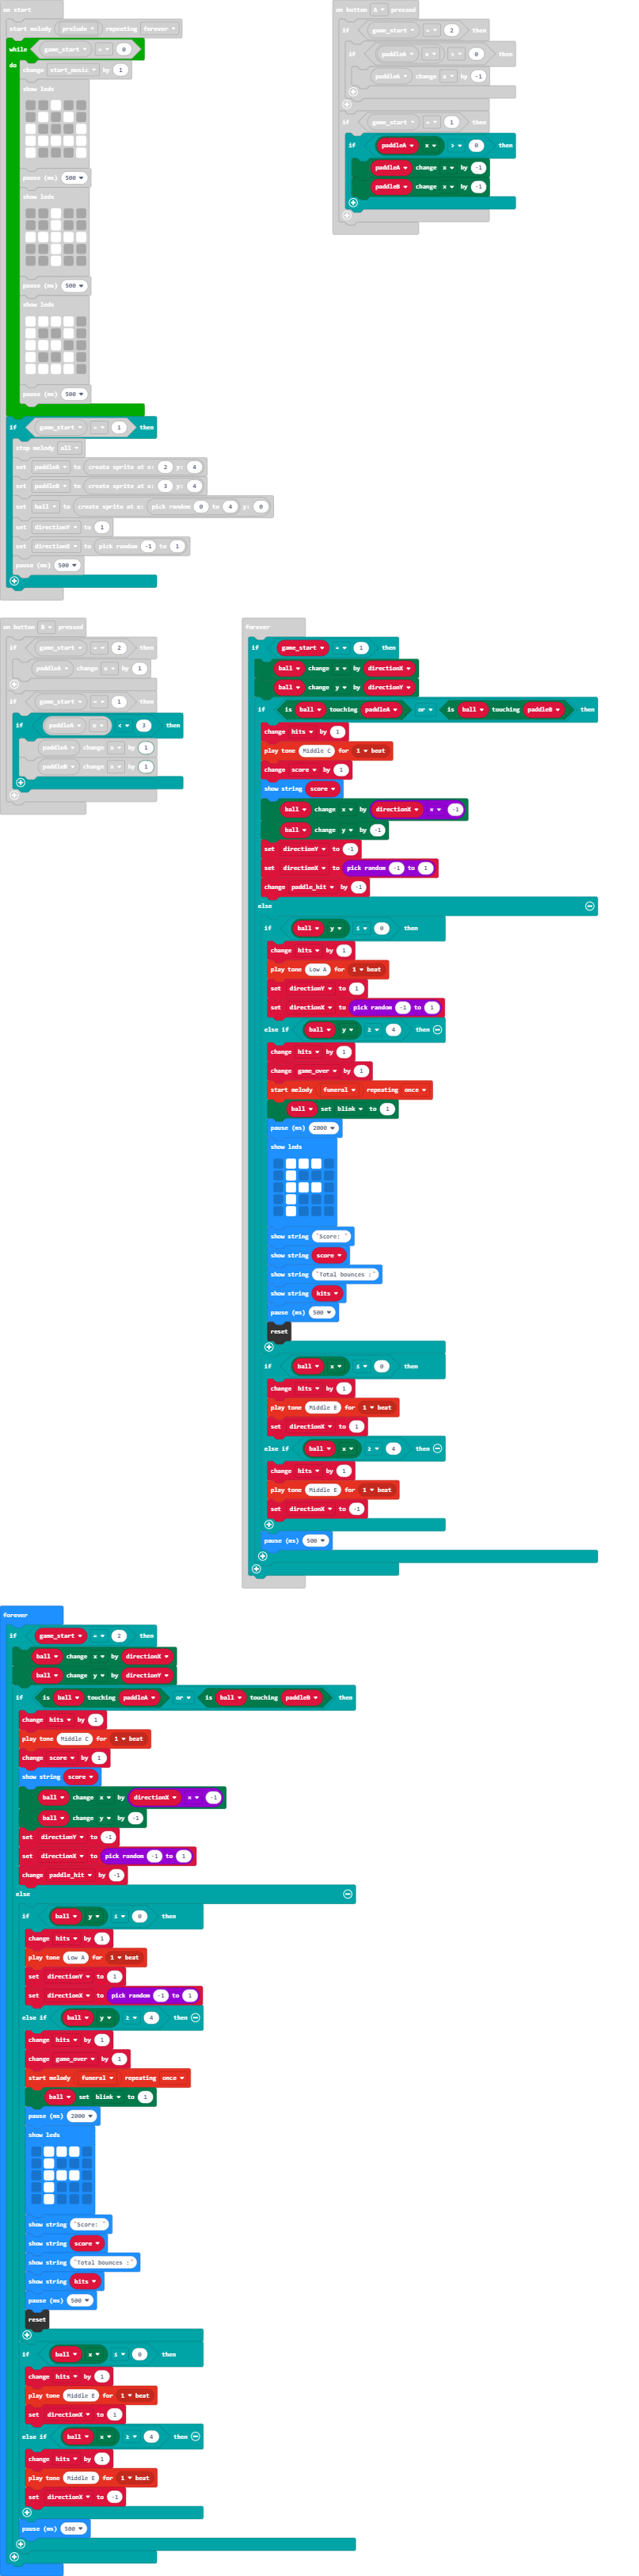 on start
start melody prelude repeating forever
while game_start = 0
do
change start_music by 1
show leds
pause (ms) 500
show leds
pause (ms) 500
show leds
pause (ms) 500
if game_start = 1 then
stop melody all
set paddleA to create sprite at x: 2 y: 4
set paddleB to create sprite at x: 3 y: 4
set ball to create sprite at x: pick random 0 to 4 y: 0
set directionY to 1
set directionX to pick random -1 to 1
pause (ms) 500
on button A pressed
if game_start = 2 then
if paddleA x > 0 then
paddleA change x by -1
if game_start = 1 then
if paddleA x > 0 then
paddleA change x by -1
paddleB change x by -1
on button B pressed
if game_start = 2 then
paddleA change x by 1
if game_start = 1 then
if paddleA x < 3 then
paddleA change x by 1
paddleB change x by 1
forever
if game_start = 1 then
ball change x by directionX
ball change y by directionY
if is ball touching paddleA or is ball touching paddleB then
change hits by 1
play tone Middle C for 1 beat
change score by 1
show string score
ball change x by directionX × -1
ball change y by -1
set directionY to -1
set directionX to pick random -1 to 1
change paddle_hit by -1
else
if ball y ≤ 0 then
change hits by 1
play tone Low A for 1 beat
set directionY to 1
set directionX to pick random -1 to 1
else if ball y ≥ 4 then
change hits by 1
change game_over by 1
start melody funeral repeating once
ball set blink to 1
pause (ms) 2000
show leds
show string "Score: "
show string score
show string "Total bounces :"
show string hits
pause (ms) 500
reset
if ball x ≤ 0 then
change hits by 1
play tone Middle E for 1 beat
set directionX to 1
else if ball x ≥ 4 then
change hits by 1
play tone Middle E for 1 beat
set directionX to -1
pause (ms) 500
forever
if game_start = 2 then
ball change x by directionX
ball change y by directionY
if is ball touching paddleA or is ball touching paddleB then
change hits by 1
play tone Middle C for 1 beat
change score by 1
show string score
ball change x by directionX × -1
ball change y by -1
set directionY to -1
set directionX to pick random -1 to 1
change paddle_hit by -1
else
if ball y ≤ 0 then
change hits by 1
play tone Low A for 1 beat
set directionY to 1
set directionX to pick random -1 to 1
else if ball y ≥ 4 then
change hits by 1
change game_over by 1
start melody funeral repeating once
ball set blink to 1
pause (ms) 2000
show leds
show string "Score: "
show string score
show string "Total bounces :"
show string hits
pause (ms) 500
reset
if ball x ≤ 0 then
change hits by 1
play tone Middle E for 1 beat
set directionX to 1
else if ball x ≥ 4 then
change hits by 1
play tone Middle E for 1 beat
set directionX to -1
pause (ms) 500